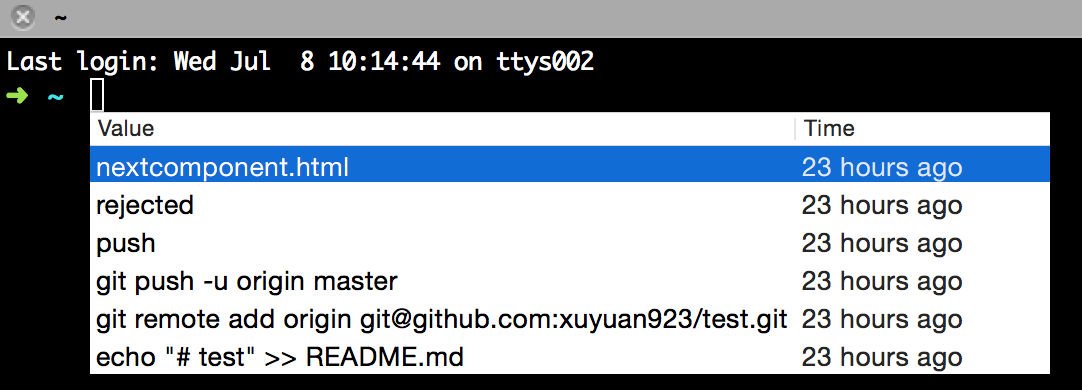 ~
Last login: Wed Jul  8 10:14:44 on ttys002
➜ ~
Value Time
nextcomponent.html 23 hours ago
rejected 23 hours ago
push 23 hours ago
git push -u origin master 23 hours ago
git remote add origin git@github.com:xuyuan923/test.git 23 hours ago
echo "# test" >> README.md 23 hours ago